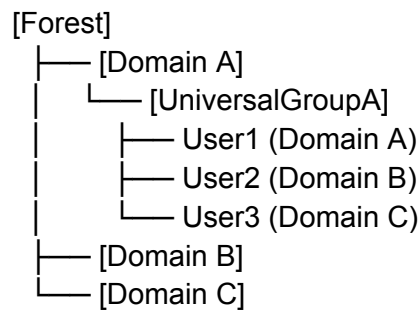 [Forest]
├── [Domain A]
│ └── [UniversalGroupA]
│ ├── User1 (Domain A)
│ ├── User2 (Domain B)
│ └── User3 (Domain C)
├── [Domain B]
└── [Domain C]